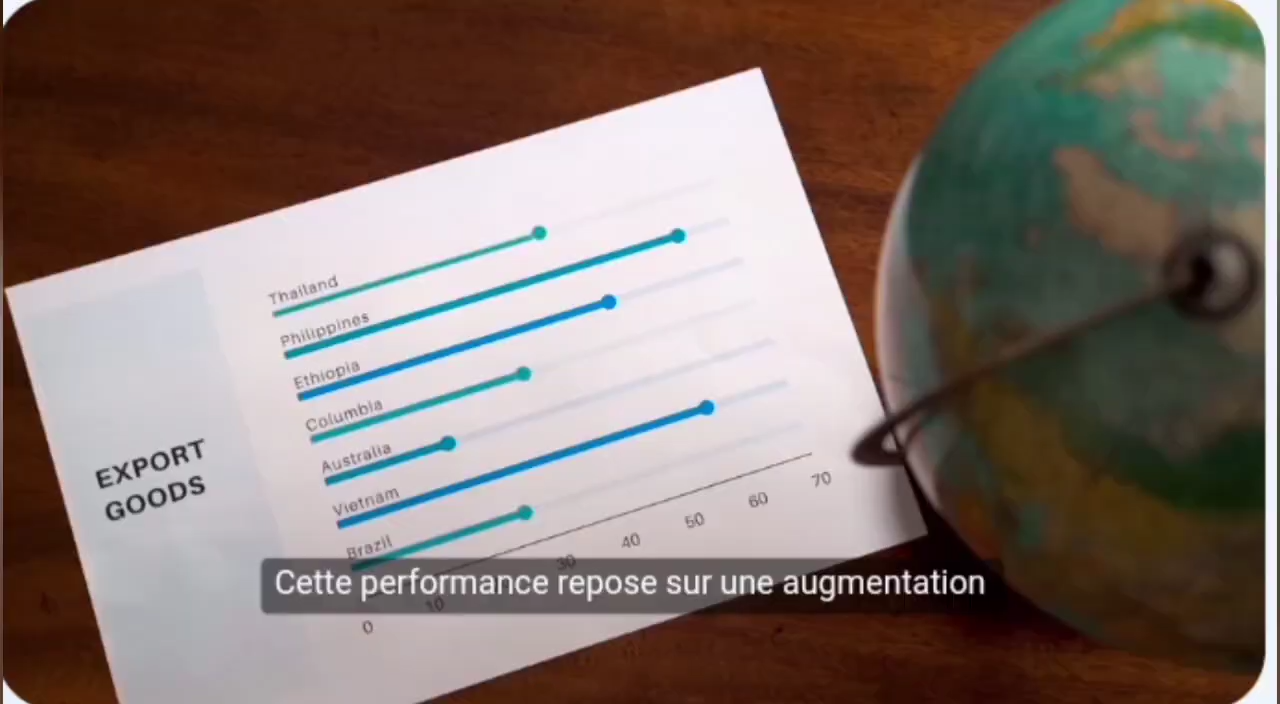 EXPORT
GOODS
Thailand
Philippines
Ethiopia
Columbia
Australia
Vietnam
Brazil
0
10
30
40
50
60
70
Cette performance repose sur une augmentation